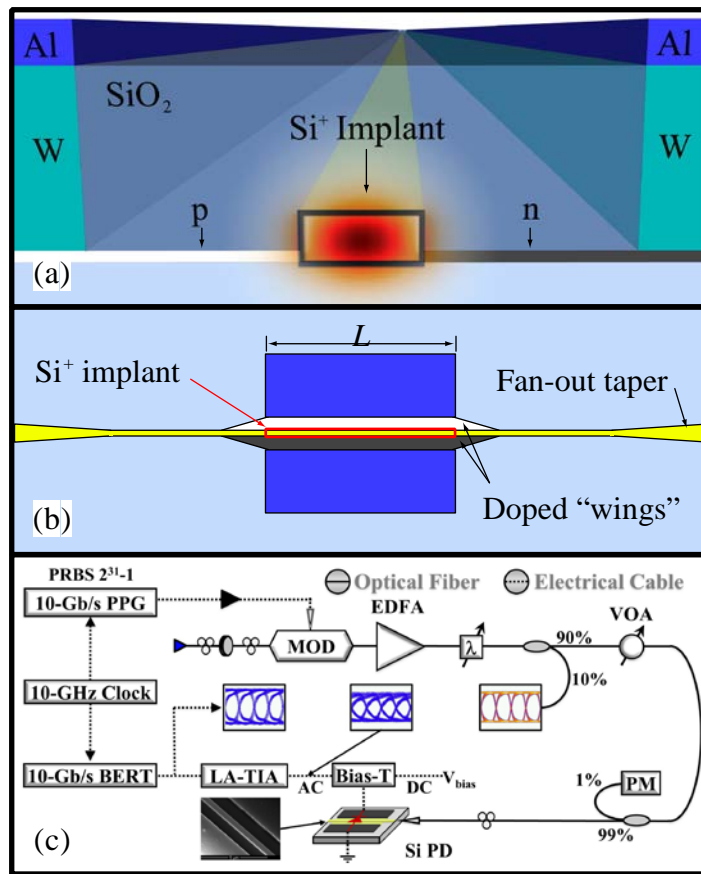 Al
Al
SiO2
Si+ Implant
W
W
p
n
(a)
L
Si+ implant
Fan-out taper
Doped “wings”
(b)
PRBS 2^31-1
Optical Fiber
Electrical Cable
10-Gb/s PPG
EDFA
VOA
MOD
λ
90%
10%
10-GHz Clock
10-Gb/s BERT
LA-TIA
AC
Bias-T
DC
Vbias
1%
PM
99%
Si PD
(c)